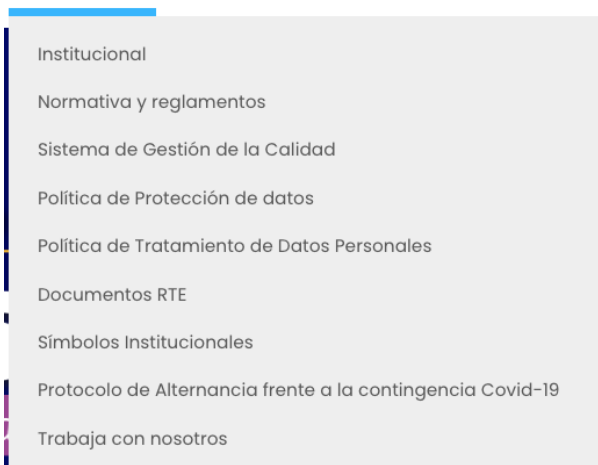 Institucional
Normativa y reglamentos
Sistema de Gestión de la Calidad
Política de Protección de datos
Política de Tratamiento de Datos Personales
Documentos RTE
Símbolos Institucionales
Protocolo de Alternancia frente a la contingencia Covid-19
Trabaja con nosotros